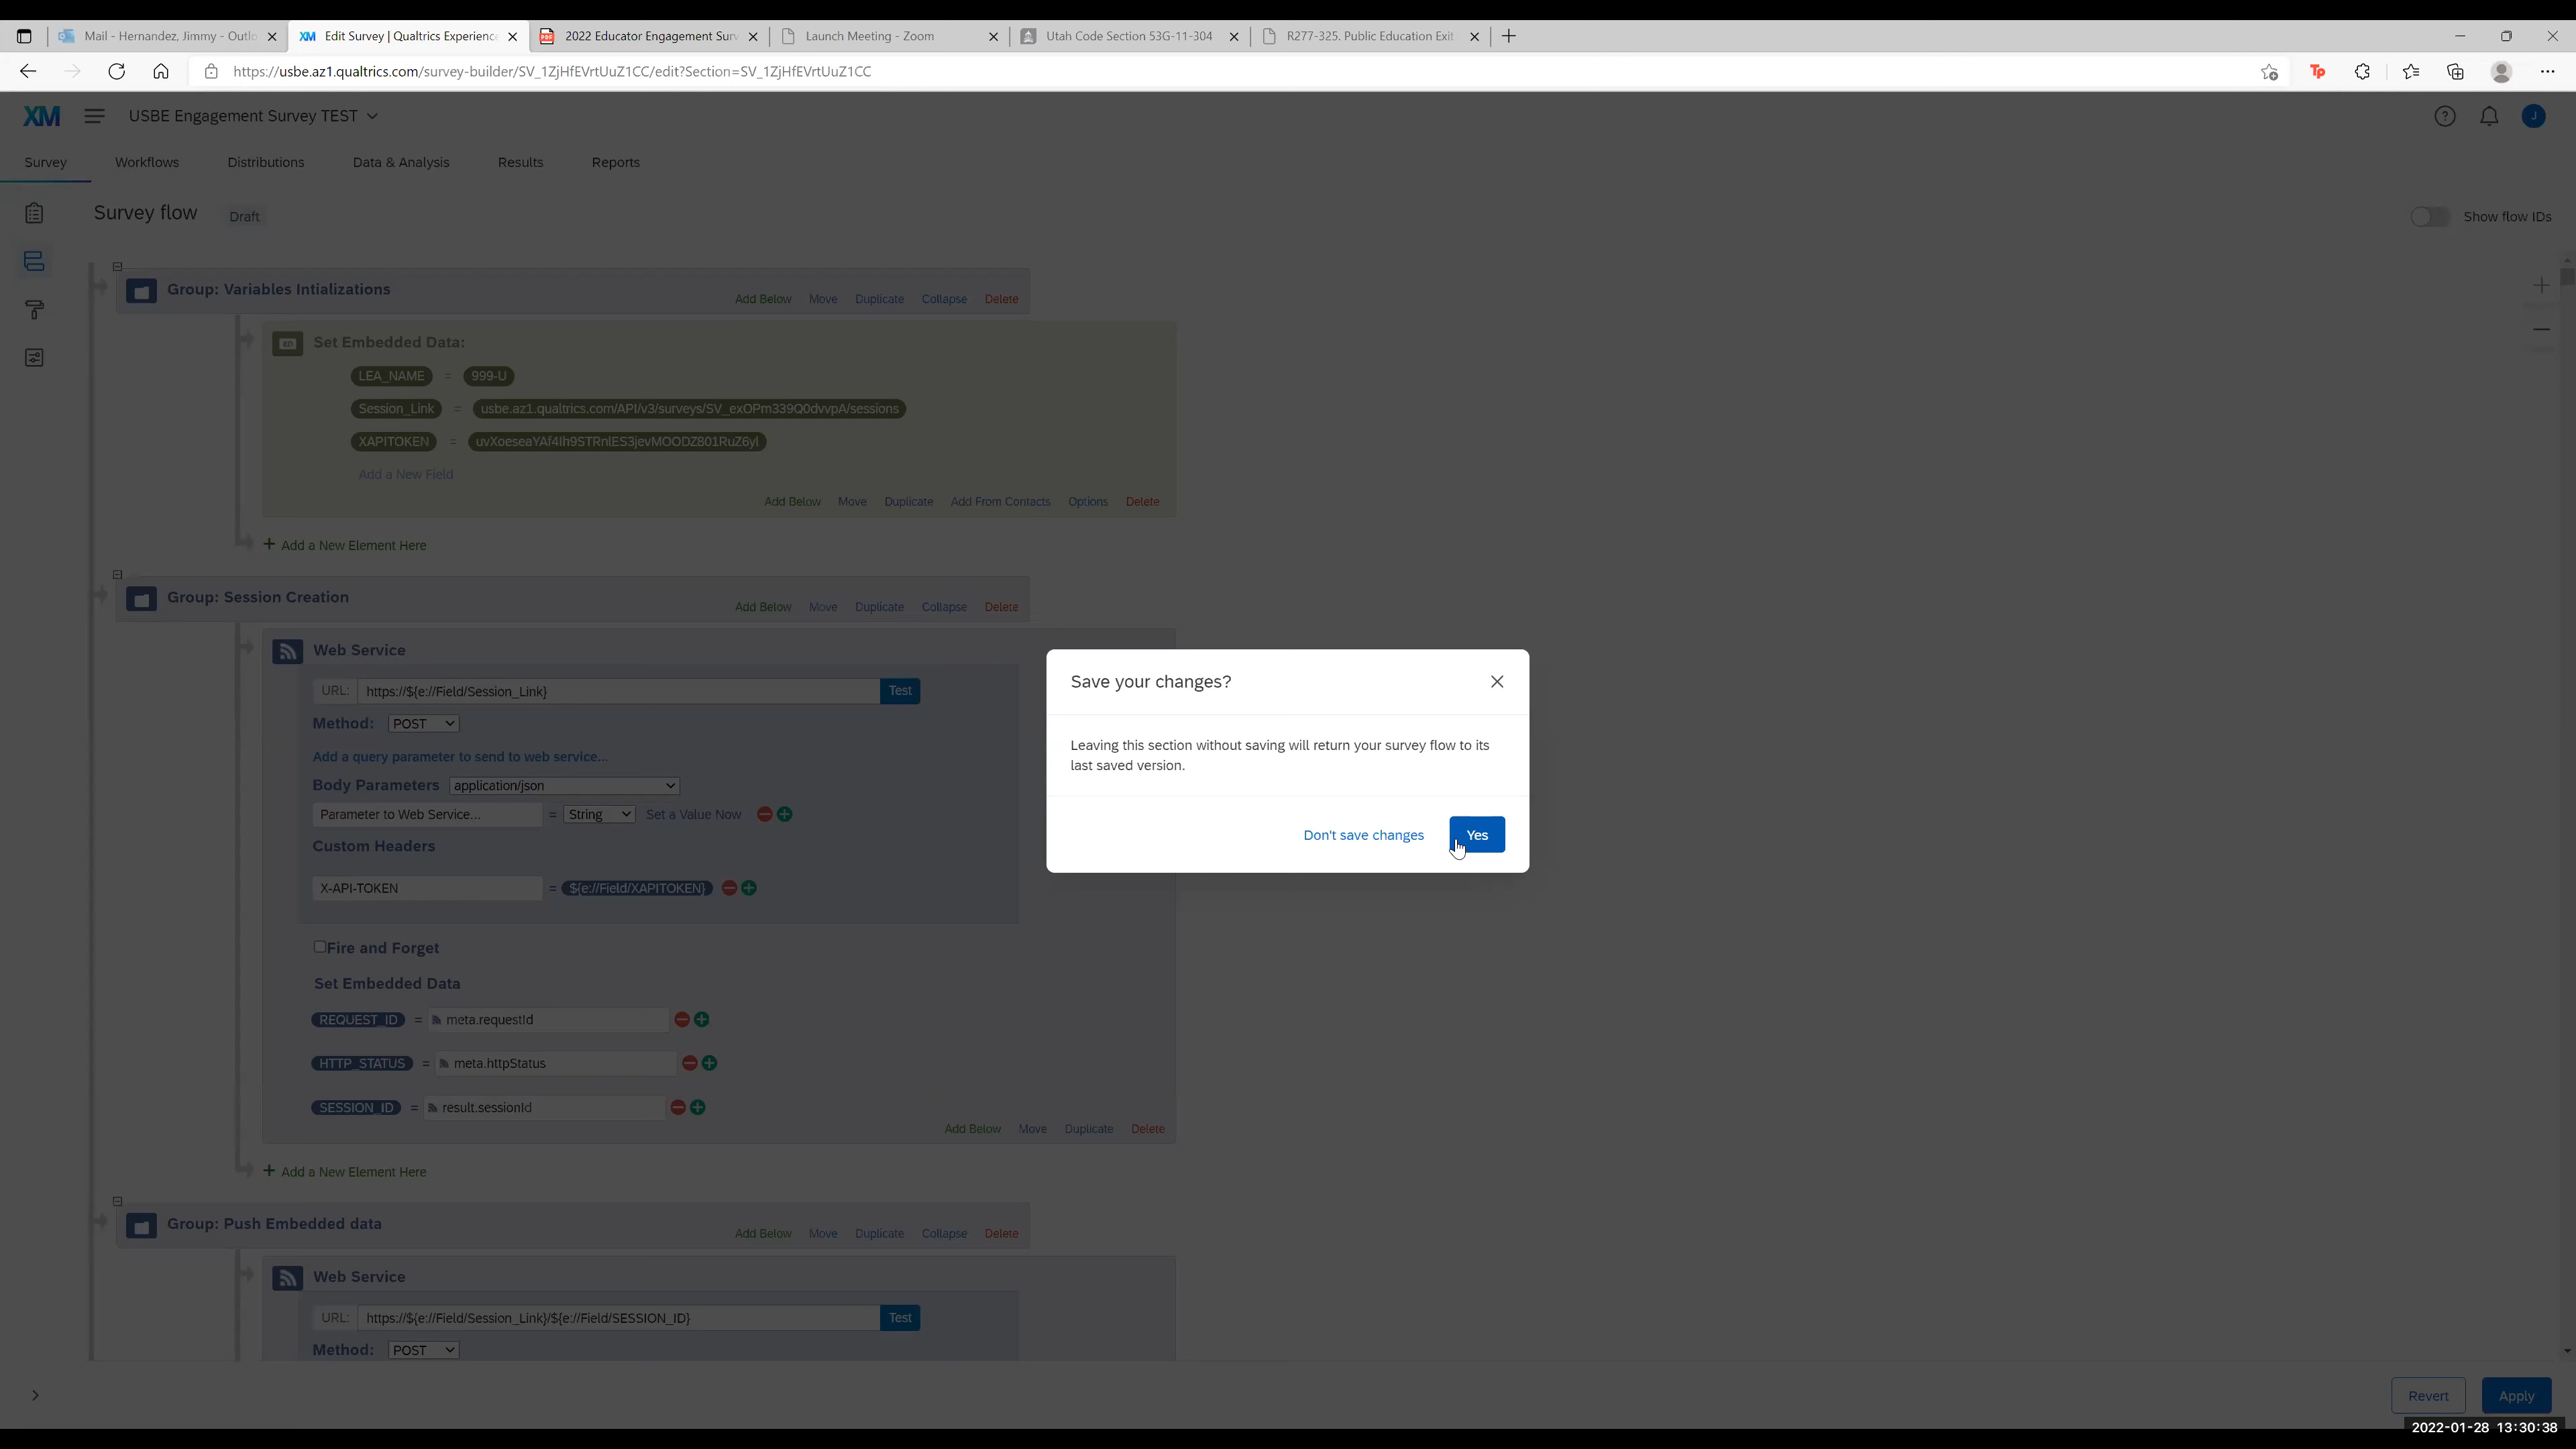 Mail - Hernandez, Jimmy - Outlo
Edit Survey | Qualtrics Experience
2022 Educator Engagement Surv
Launch Meeting - Zoom
Utah Code Section 53G-11-304
R277-325. Public Education Exit
https://usbe.az1.qualtrics.com/survey-builder/SV_1ZjHfEVrtUuZ1CC/edit?Section=SV_1ZjHfEVrtUuZ1CC
XM USBE Engagement Survey TEST J
Survey Workflows Distributions Data & Analysis Results Reports
Survey flow Draft Show flow IDs
Group: Variables Intializations
Add Below Move Duplicate Collapse Delete
Set Embedded Data:
LEA_NAME = 999-U
Session_Link = usbe.az1.qualtrics.com/API/v3/surveys/SV_exOPm339Q0dvvpA/sessions
XAPITOKEN =
Add a New Field
Add Below Move Duplicate Add From Contacts Options Delete
+ Add a New Element Here
Group: Session Creation
Add Below Move Duplicate Collapse Delete
Web Service
URL: https://${e://Field/Session_Link} Test
Method: POST
Add a query parameter to send to web service...
Body Parameters application/json
Parameter to Web Service... = String Set a Value Now
Custom Headers
X-API-TOKEN = ${e://Field/XAPITOKEN}
Fire and Forget
Set Embedded Data
REQUEST_ID = meta.requestId
HTTP_STATUS = meta.httpStatus
SESSION_ID = result.sessionId
Add Below Move Duplicate Delete
+ Add a New Element Here
Group: Push Embedded data
Add Below Move Duplicate Collapse Delete
Web Service
URL: https://${e://Field/Session_Link}/${e://Field/SESSION_ID} Test
Method: POST
Save your changes?
Leaving this section without saving will return your survey flow to its
last saved version.
Don't save changes Yes
Revert Apply
2022-01-28 13:30:38